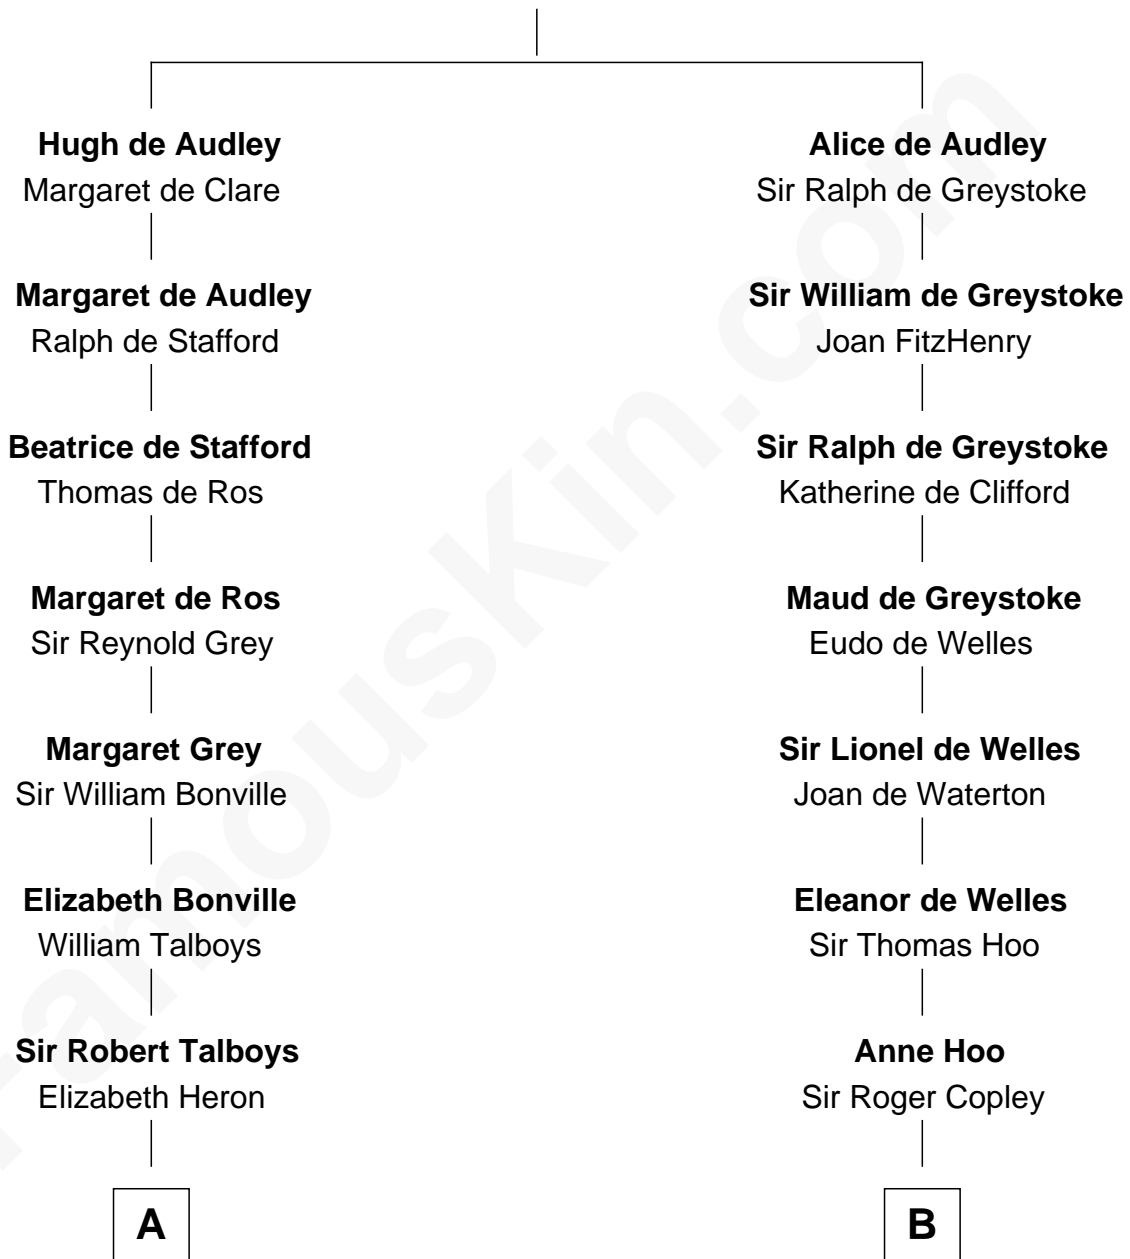 Hugh de Audley
Margaret de Clare
Margaret de Audley
Ralph de Stafford
Beatrice de Stafford
Thomas de Ros
Margaret de Ros
Sir Reynold Grey
Margaret Grey
Sir William Bonville
Elizabeth Bonville
William Talboys
Sir Robert Talboys
Elizabeth Heron
A
Alice de Audley
Sir Ralph de Greystoke
Sir William de Greystoke
Joan FitzHenry
Sir Ralph de Greystoke
Katherine de Clifford
Maud de Greystoke
Eudo de Welles
Sir Lionel de Welles
Joan de Waterton
Eleanor de Welles
Sir Thomas Hoo
Anne Hoo
Sir Roger Copley
B
FamousKin.com